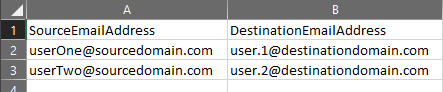 A B
1 SourceEmailAddress DestinationEmailAddress
2 userOne@sourcedomain.com user.1@destinationdomain.com
3 userTwo@sourcedomain.com user.2@destinationdomain.com